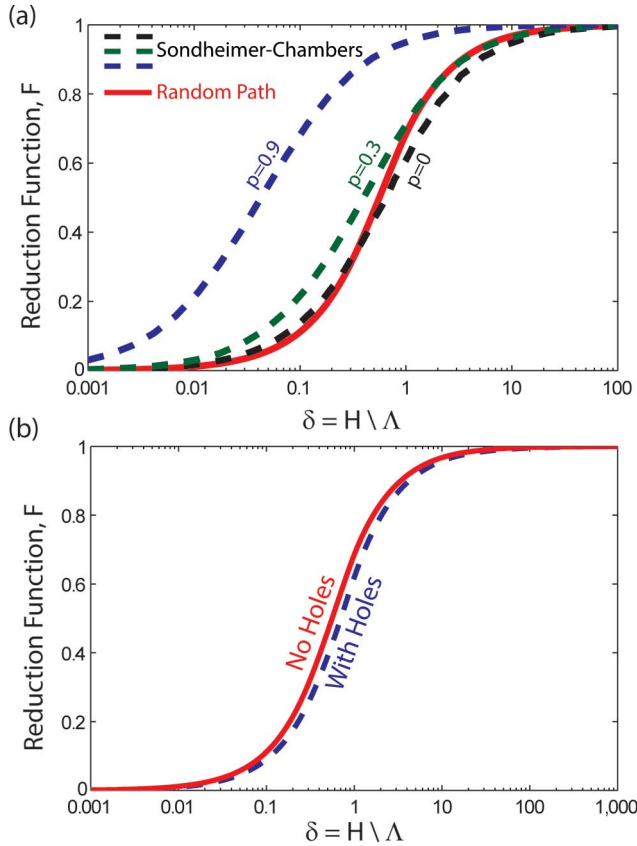 (a)
1
Sondheimer-Chambers
Random Path
0.8
0.6
0.4
0.2
0
p=0.9
p=0.3
p=0
Reduction Function, F
0.001
0.01
0.1
1
10
100
δ = H \ Λ
(b)
1
0.8
0.6
0.4
0.2
0
No Holes
With Holes
Reduction Function, F
0.001
0.01
0.1
1
10
100
1,000
δ = H \ Λ